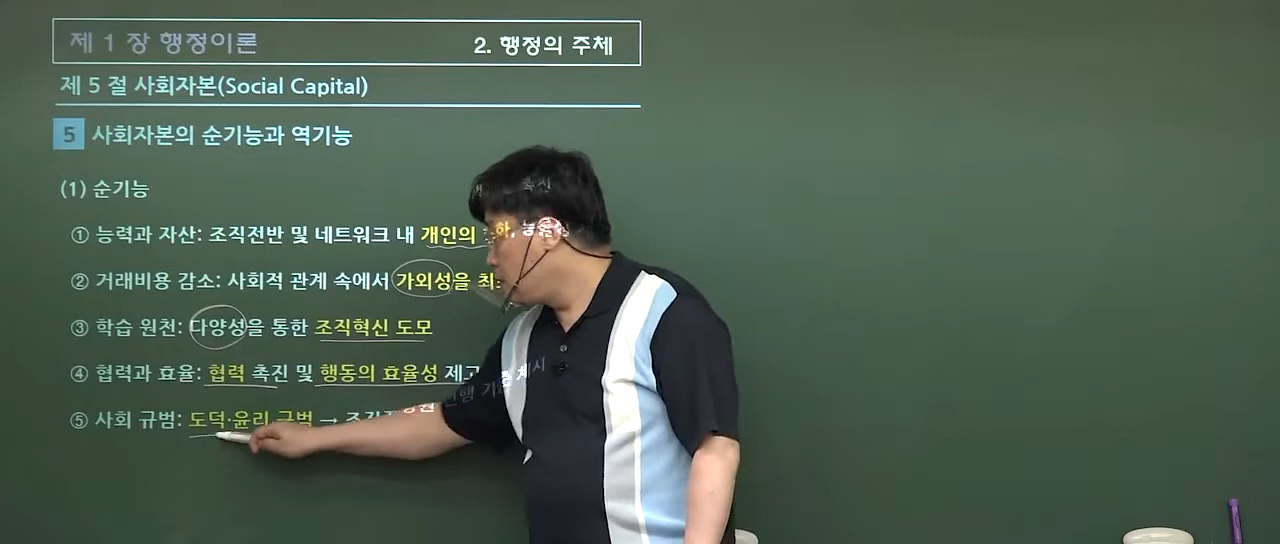 제 1 장 행정이론
2. 행정의 주체
제 5 절 사회자본(Social Capital)
5 사회자본의 순기능과 역기능
(1) 순기능
① 능력과 자산: 조직전반 및 네트워크 내 개인의
② 거래비용 감소: 사회적 관계 속에서 가외성을
③ 학습 원천: 다양성을 통한 조직혁신 도모
④ 협력과 효율: 협력 촉진 및 행동의 효율성 제고
⑤ 사회 규범: 도덕·윤리 규범 →